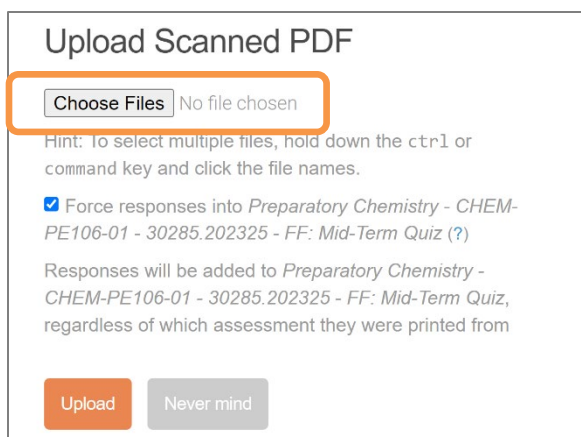 Upload Scanned PDF
Choose Files No file chosen
Hint: To select multiple files, hold down the ctrl or
command key and click the file names.
Force responses into Preparatory Chemistry - CHEM-
PE106-01 - 30285.202325 - FF: Mid-Term Quiz (?)
Responses will be added to Preparatory Chemistry -
CHEM-PE106-01 - 30285.202325 - FF: Mid-Term Quiz,
regardless of which assessment they were printed from
Upload Never mind